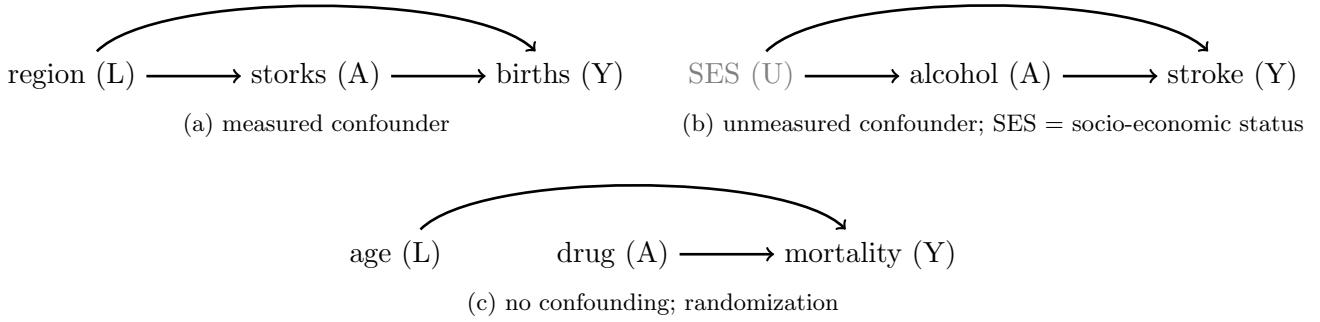 region (L) storks (A) births (Y)
(a) measured confounder
SES (U) alcohol (A) stroke (Y)
(b) unmeasured confounder; SES = socio-economic status
age (L) drug (A) mortality (Y)
(c) no confounding; randomization